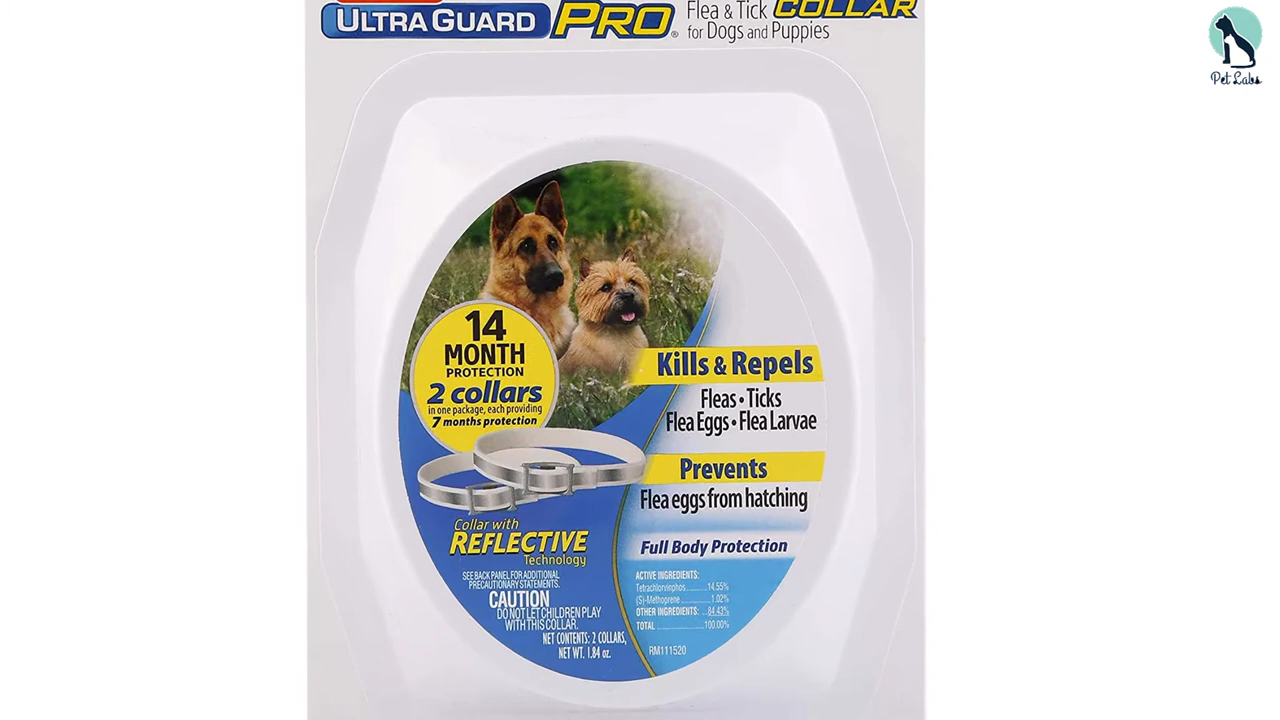 ULTRA GUARD PRO® Flea & Tick COLLAR
for Dogs and Puppies
Pet Labs
14
MONTH
PROTECTION
2 collars
in one package, each providing
7 months protection
Kills & Repels
Fleas • Ticks
Flea Eggs • Flea Larvae
Prevents
Flea eggs from hatching
Full Body Protection
Collar with
REFLECTIVE
Technology
SEE BACK PANEL FOR ADDITIONAL
PRECAUTIONARY STATEMENTS.
CAUTION
DO NOT LET CHILDREN PLAY
WITH THIS COLLAR.
NET CONTENTS: 2 COLLARS,
NET WT. 1.84 oz.
ACTIVE INGREDIENTS:
Tetrachlorvinphos.......14.55%
(S)-Methoprene.......1.02%
OTHER INGREDIENTS: ...84.43%
TOTAL.......100.00%
RM111520